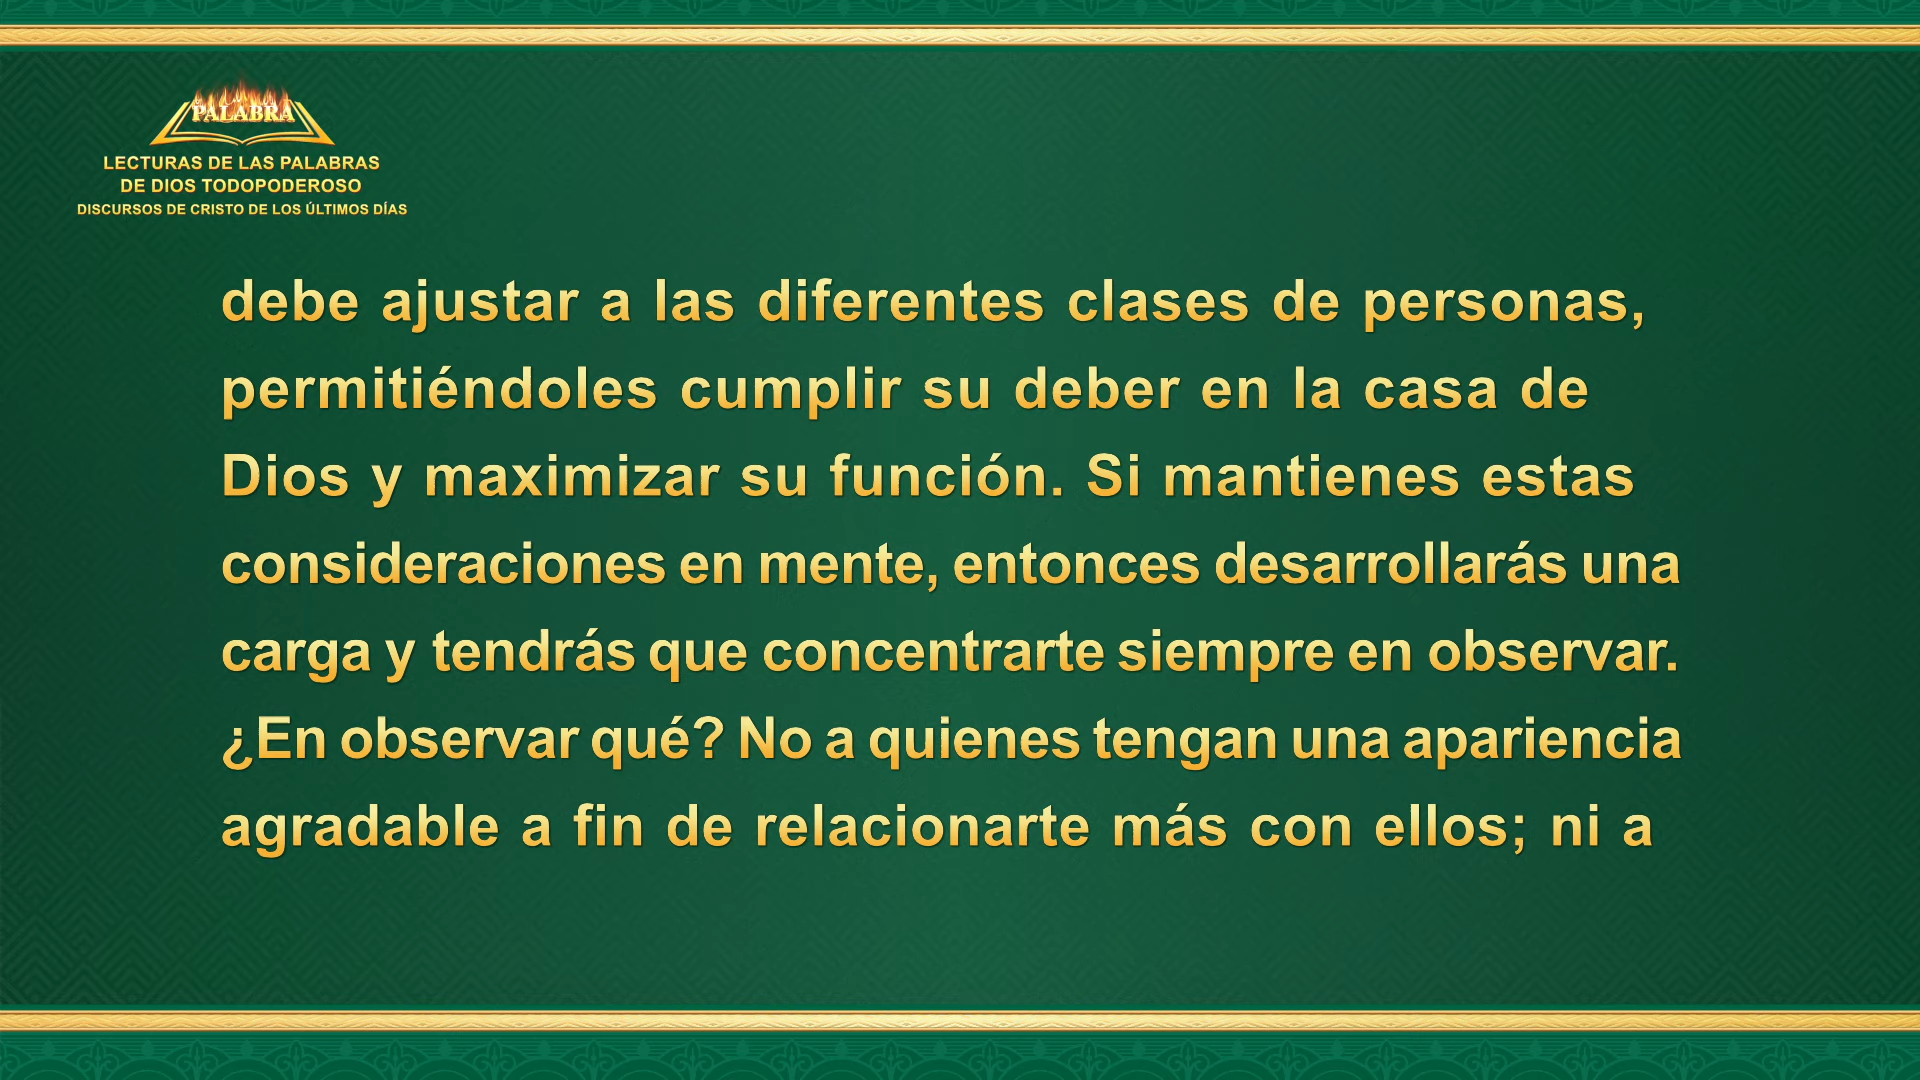 PALABRA
LECTURAS DE LAS PALABRAS
DE DIOS TODOPODEROSO
DISCURSOS DE CRISTO DE LOS ÚLTIMOS DÍAS
debe ajustar a las diferentes clases de personas,
permitiéndoles cumplir su deber en la casa de
Dios y maximizar su función. Si mantienes estas
consideraciones en mente, entonces desarrollarás una
carga y tendrás que concentrarte siempre en observar.
¿En observar qué? No a quienes tengan una apariencia
agradable a fin de relacionarte más con ellos; ni a